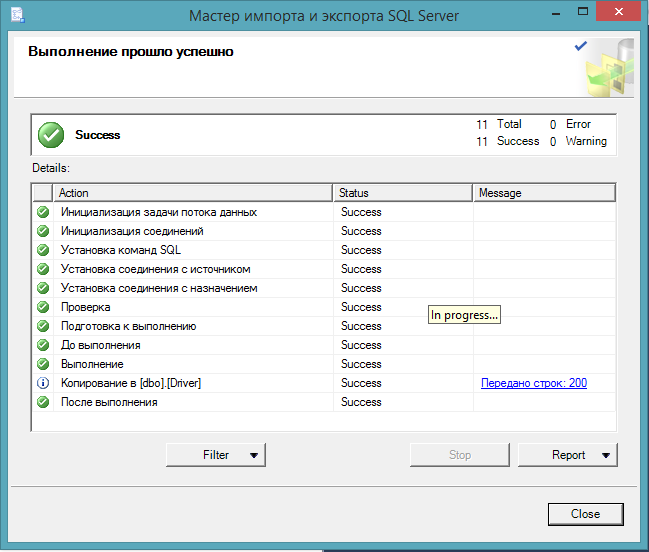 Мастер импорта и экспорта SQL Server
Выполнение прошло успешно
Success
11 Total 0 Error
11 Success 0 Warning
Details:
Action Status Message
Инициализация задачи потока данных Success
Инициализация соединений Success
Установка команд SQL Success
Установка соединения с источником Success
Установка соединения с назначением Success
Проверка Success
In progress...
Подготовка к выполнению Success
До выполнения Success
Выполнение Success
Копирование в [dbo].[Driver] Success Передано строк: 200
После выполнения Success
Filter Stop Report
Close